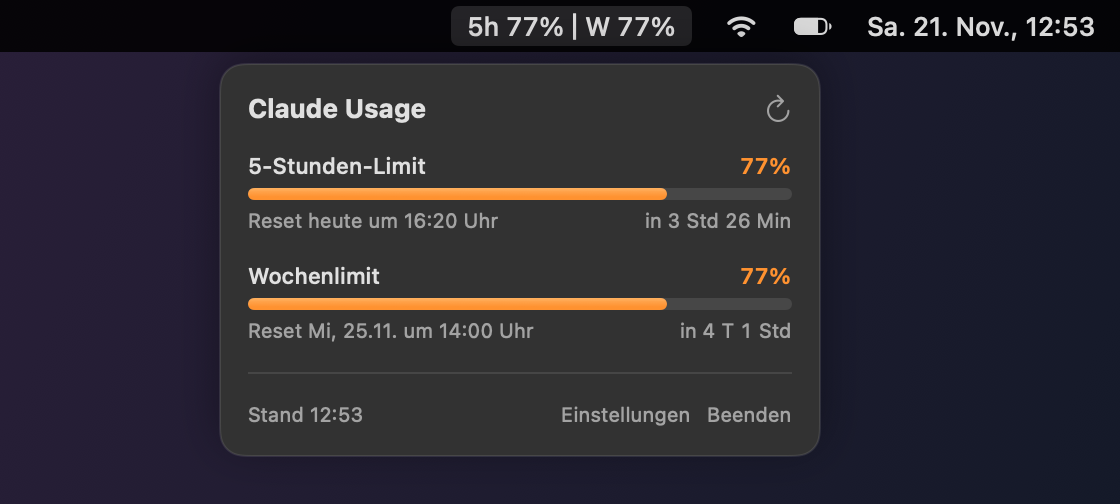 5h 77% | W 77% Sa. 21. Nov., 12:53
Claude Usage
5-Stunden-Limit 77%
Reset heute um 16:20 Uhr in 3 Std 26 Min
Wochenlimit 77%
Reset Mi, 25.11. um 14:00 Uhr in 4 T 1 Std
Stand 12:53 Einstellungen Beenden